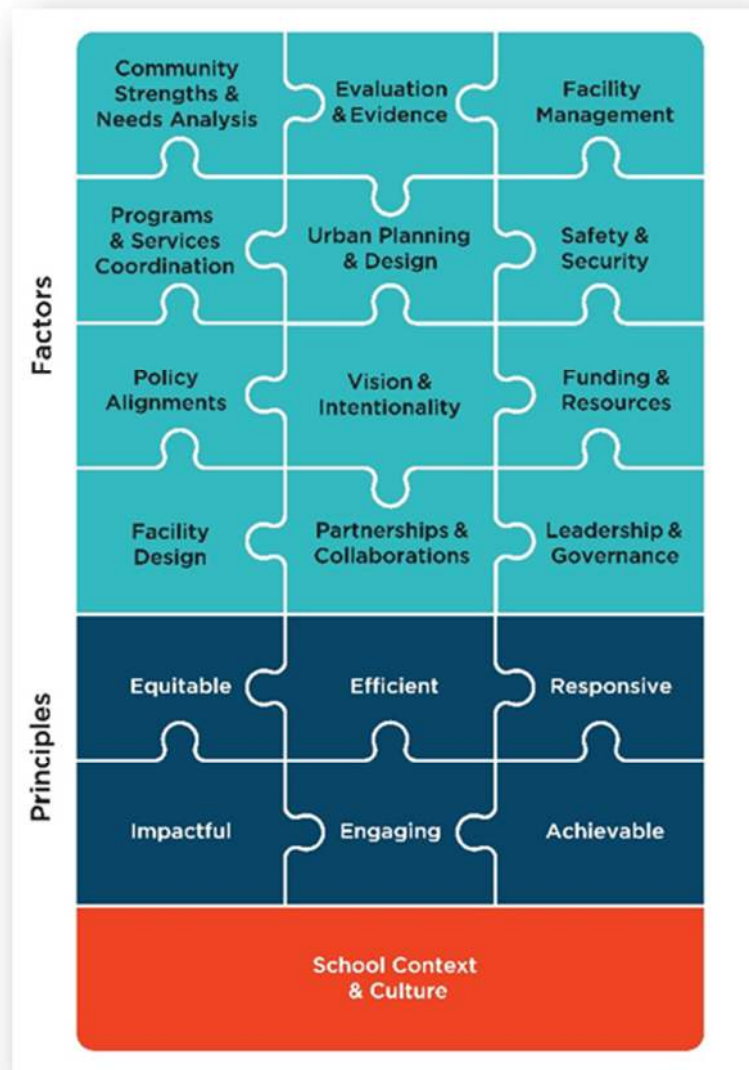 Factors
Community
Strengths &
Needs Analysis
Evaluation
& Evidence
Facility
Management
Programs
& Services
Coordination
Urban Planning
& Design
Safety &
Security
Policy
Alignments
Vision &
Intentionality
Funding &
Resources
Facility
Design
Partnerships &
Collaborations
Leadership &
Governance
Principles
Equitable
Efficient
Responsive
Impactful
Engaging
Achievable
School Context
& Culture